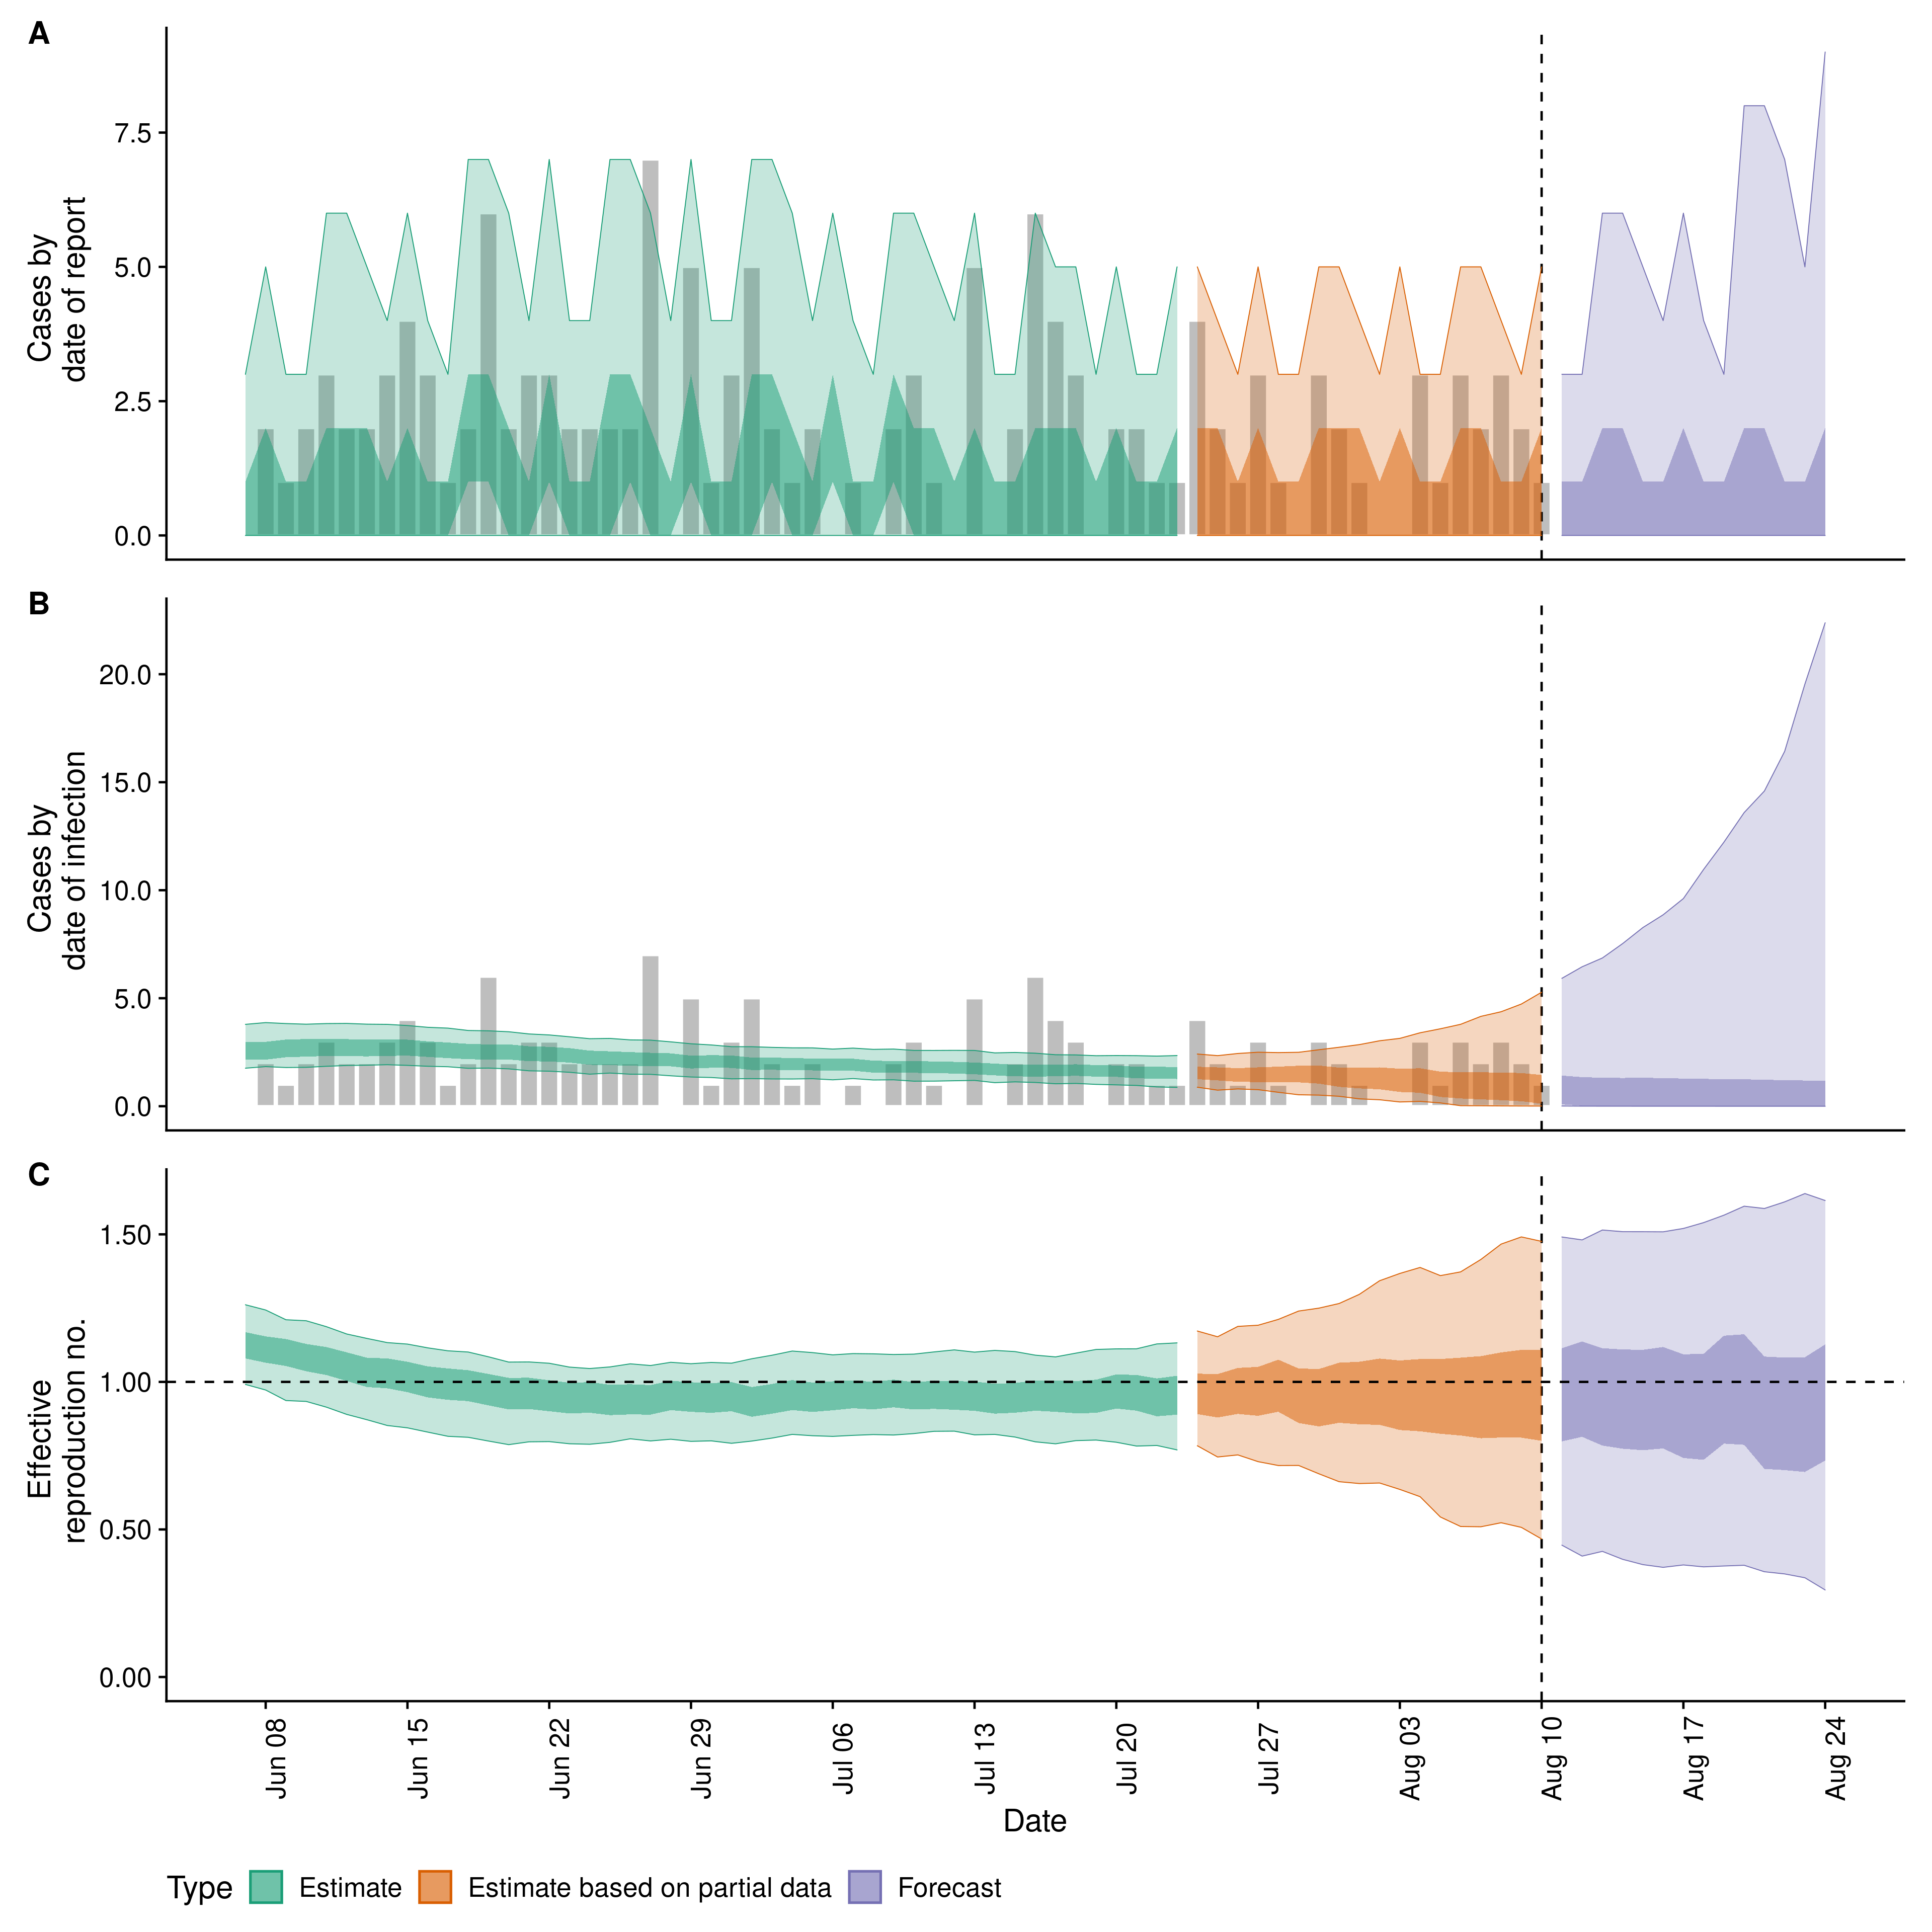 A
Cases by
date of report
7.5
5.0
2.5
0.0
B
Cases by
date of infection
20.0
15.0
10.0
5.0
0.0
C
Effective
reproduction no.
1.50
1.00
0.50
0.00
Jun 08
Jun 15
Jun 22
Jun 29
Jul 06
Jul 13
Jul 20
Jul 27
Aug 03
Aug 10
Aug 17
Aug 24
Date
Type Estimate Estimate based on partial data Forecast